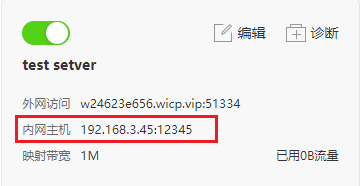 编辑 诊断
test setver
外网访问 w24623e656.wicp.vip:51334
内网主机 192.168.3.45:12345
映射带宽 1M 已用0B流量